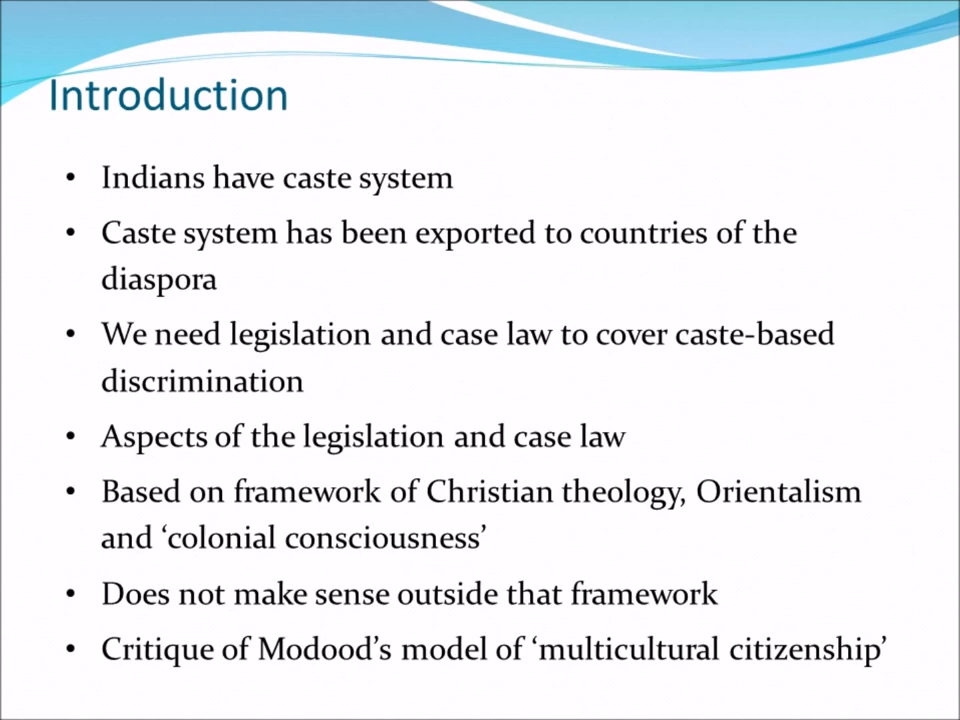 Introduction
• Indians have caste system
• Caste system has been exported to countries of the
diaspora
• We need legislation and case law to cover caste-based
discrimination
• Aspects of the legislation and case law
• Based on framework of Christian theology, Orientalism
and ‘colonial consciousness’
• Does not make sense outside that framework
• Critique of Modood’s model of ‘multicultural citizenship’